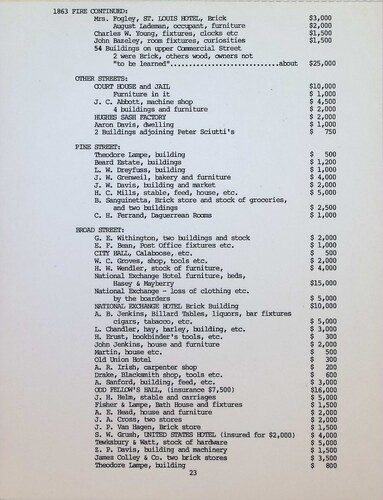 1863 FIRE CONTINUED:
Mrs. Fogley, ST. LOUIS HOTEL, Brick $3,000
August Lademan, occupant, furniture $2,000
Charles W. Young, fixtures, clocks etc $1,500
John Bazeley, room fixtures, curiosities $1,500
54 Buildings on upper Commercial Street
2 were Brick, others wood, owners not
"to be learned"..............................about $25,000
OTHER STREETS:
COURT HOUSE and JAIL $10,000
Furniture in it $ 1,000
J. C. Abbott, machine shop $ 4,500
4 buildings and furniture $ 2,000
HUGHES SASH FACTORY $ 2,000
Aaron Davis, dwelling $ 1,000
2 Buildings adjoining Peter Sciutti's $ 750
PINE STREET:
Theodore Lampe, building $ 500
Beard Estate, buildings $ 1,200
L. W. Dreyfuss, building $ 1,000
J. W. Grenweil, bakery and furniture $ 4,000
J. W. Davis, building and market $ 2,000
H. C. Mills, stable, feed, house, etc. $ 5,000
B. Sanguinetta, Brick store and stock of groceries,
and two buildings $ 2,500
C. H. Ferrand, Daguerrean Rooms $ 1,000
BROAD STREET:
G. E. Withington, two buildings and stock $ 2,000
E. F. Bean, Post Office fixtures etc. $ 1,000
CITY HALL, Calaboose, etc. $ 500
W. C. Groves, shop, tools etc. $ 2,000
H. W. Wendler, stock of furniture, $ 4,000
National Exchange Hotel furniture, beds,
Hasey & Mayberry $15,000
National Exchange - loss of clothing etc.
by the boarders $ 5,000
NATIONAL EXCHANGE HOTEL Brick Building $10,000
A. B. Jenkins, Billard Tables, liquors, bar fixtures
cigars, tabacco, etc. $ 5,000
L. Chandler, hay, barley, building, etc. $ 3,000
H. Erust, bookbinder's tools, etc. $ 300
John Jenkins, house and furniture $ 2,000
Martin, house etc. $ 500
Old Union Hotel $ 300
A. R. Irish, carpenter shop $ 200
Drake, Blacksmith shop, tools etc. $ 600
A. Sanford, building, feed, etc. $ 3,000
ODD FELLOW'S HALL, (insurance $7,500) $16,000
J. H. Helm, stable and carriages $ 5,000
Fisher & Lampe, Bath House and fixtures $ 1,500
A. E. Head, house and furniture $ 2,000
J. A. Cross, two stores $ 2,000
J. P. Van Hagen, Brick store $ 1,500
S. W. Grush, UNITED STATES HOTEL (insured for $2,000) $ 4,000
Tewksbury & Watt, stock of hardware $ 5,000
Z. P. Davis, building and machinery $ 1,500
James Colley & Co. two brick stores $ 3,500
Theodore Lampe, building $ 800
23